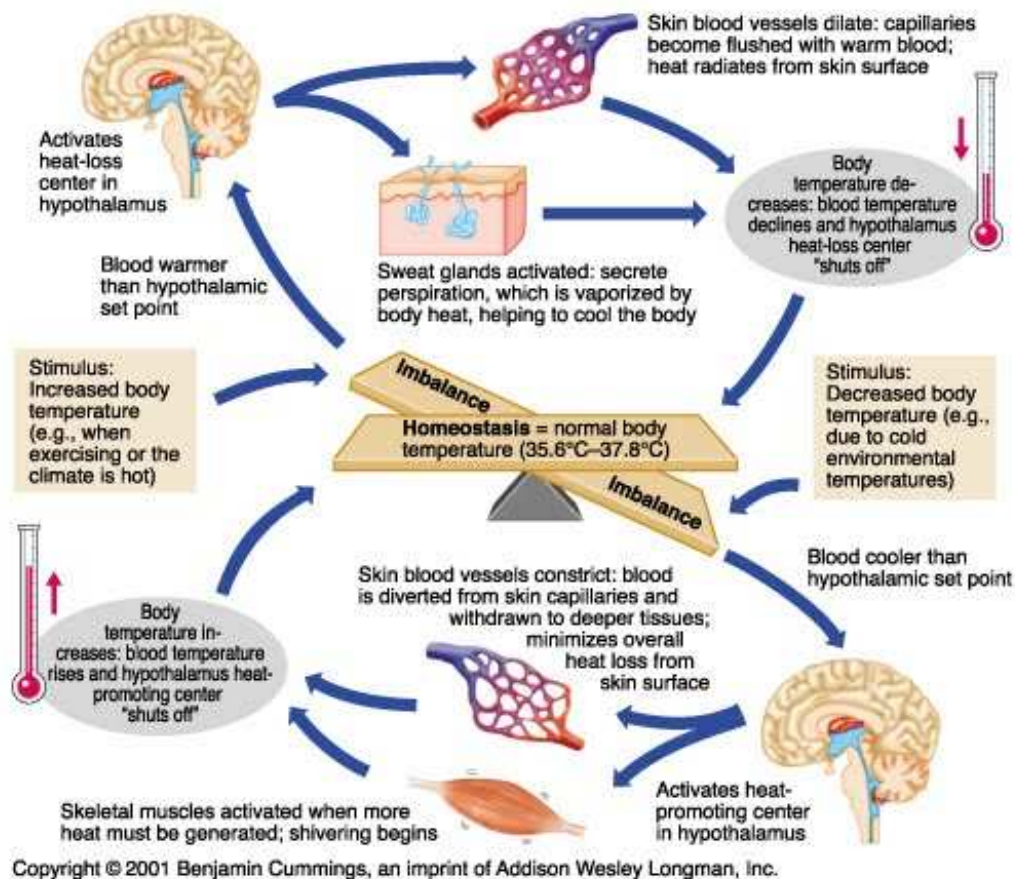 Skin blood vessels dilate: capillaries
become flushed with warm blood;
heat radiates from skin surface
Activates
heat-loss
center in
hypothalamus
Body
temperature de-
creases: blood temperature
declines and hypothalamus
heat-loss center
"shuts off"
Blood warmer
than hypothalamic
set point
Sweat glands activated: secrete
perspiration, which is vaporized by
body heat, helping to cool the body
Stimulus:
Increased body
temperature
(e.g., when
exercising or the
climate is hot)
Imbalance
Homeostasis = normal body
temperature (35.6°C–37.8°C)
Imbalance
Stimulus:
Decreased body
temperature (e.g.,
due to cold
environmental
temperatures)
Blood cooler than
hypothalamic set point
Skin blood vessels constrict: blood
is diverted from skin capillaries and
withdrawn to deeper tissues;
minimizes overall
heat loss from
skin surface
Body
temperature in-
creases: blood temperature
rises and hypothalamus heat-
promoting center
"shuts off"
Activates heat-
promoting center
in hypothalamus
Skeletal muscles activated when more
heat must be generated; shivering begins
Copyright © 2001 Benjamin Cummings, an imprint of Addison Wesley Longman, Inc.